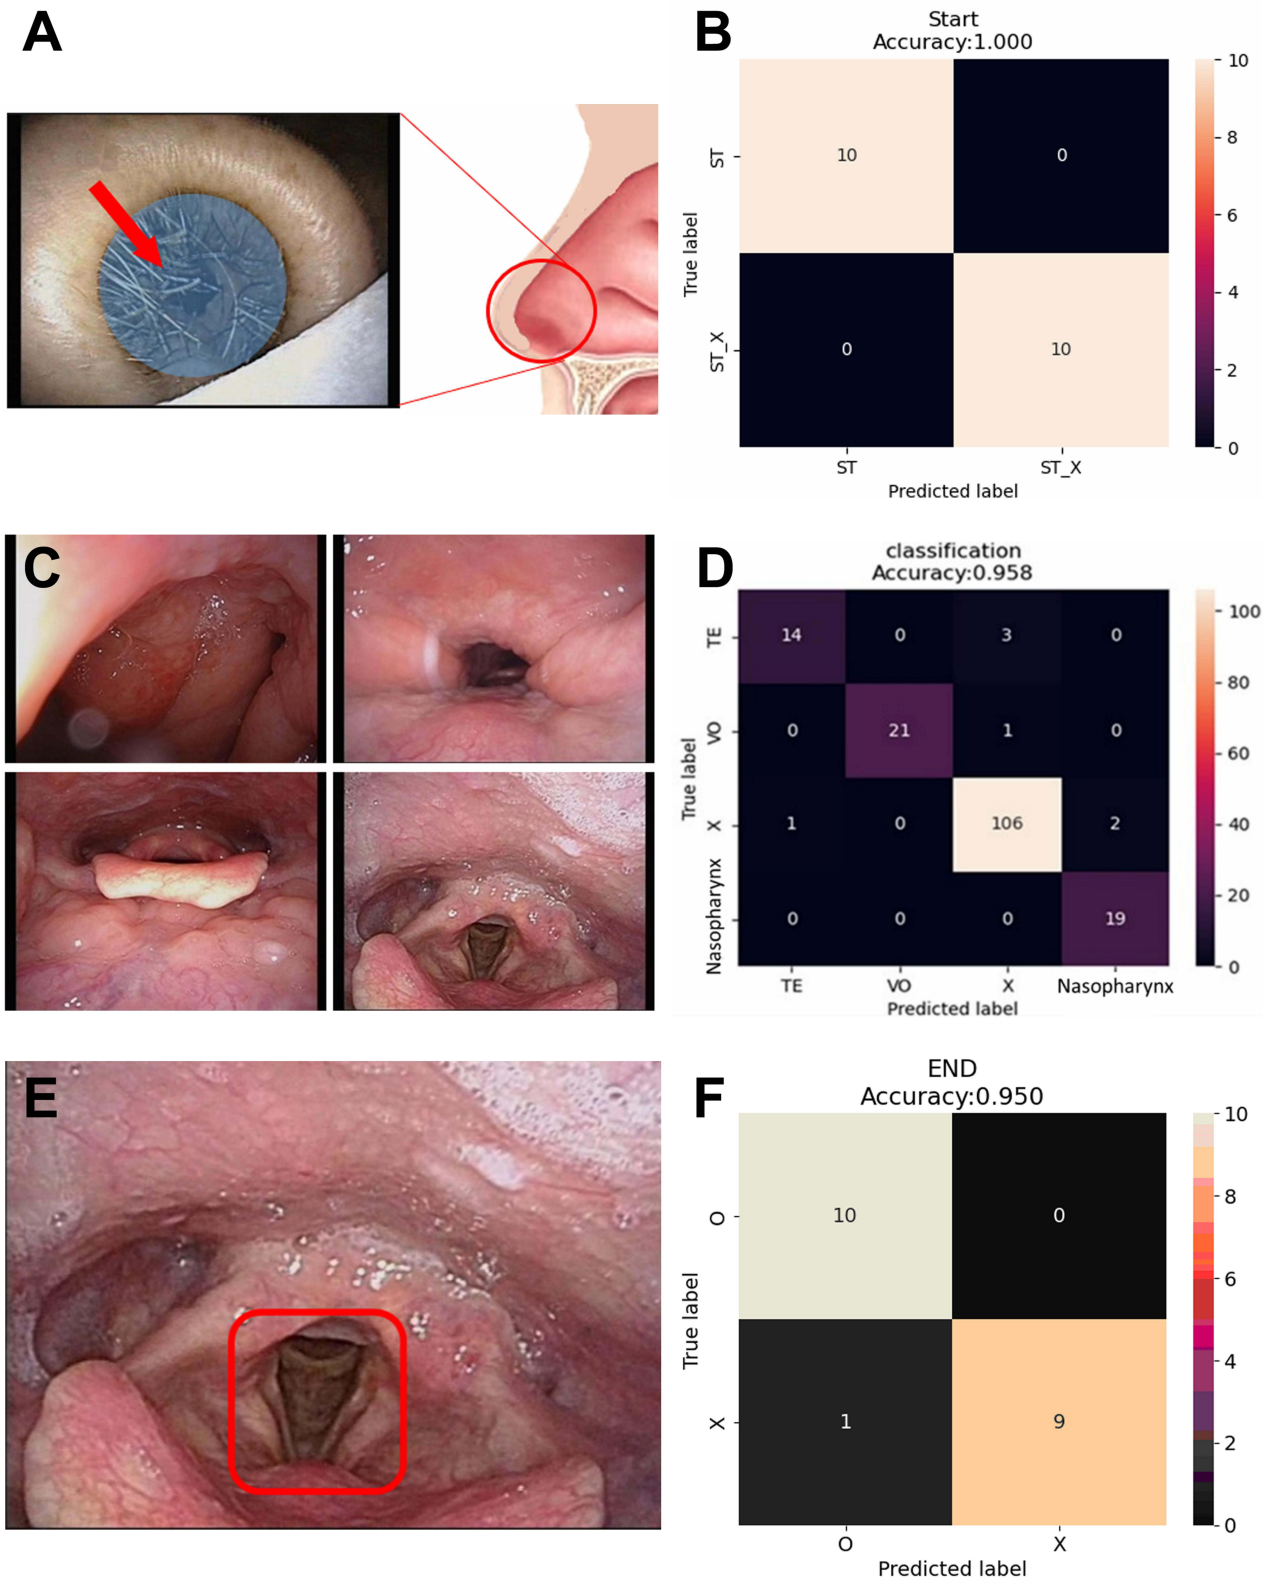 A
B
Start
Accuracy:1.000
ST
10
0
ST_X
0
10
ST
ST_X
True label
Predicted label
10
8
6
4
2
0
C
D
classification
Accuracy:0.958
TE
14
0
3
0
VO
0
21
1
0
X
1
0
106
2
Nasopharynx
0
0
0
19
TE
VO
X
Nasopharynx
True label
Predicted label
100
80
60
40
20
0
E
F
END
Accuracy:0.950
O
10
0
X
1
9
O
X
True label
Predicted label
10
8
6
4
2
0